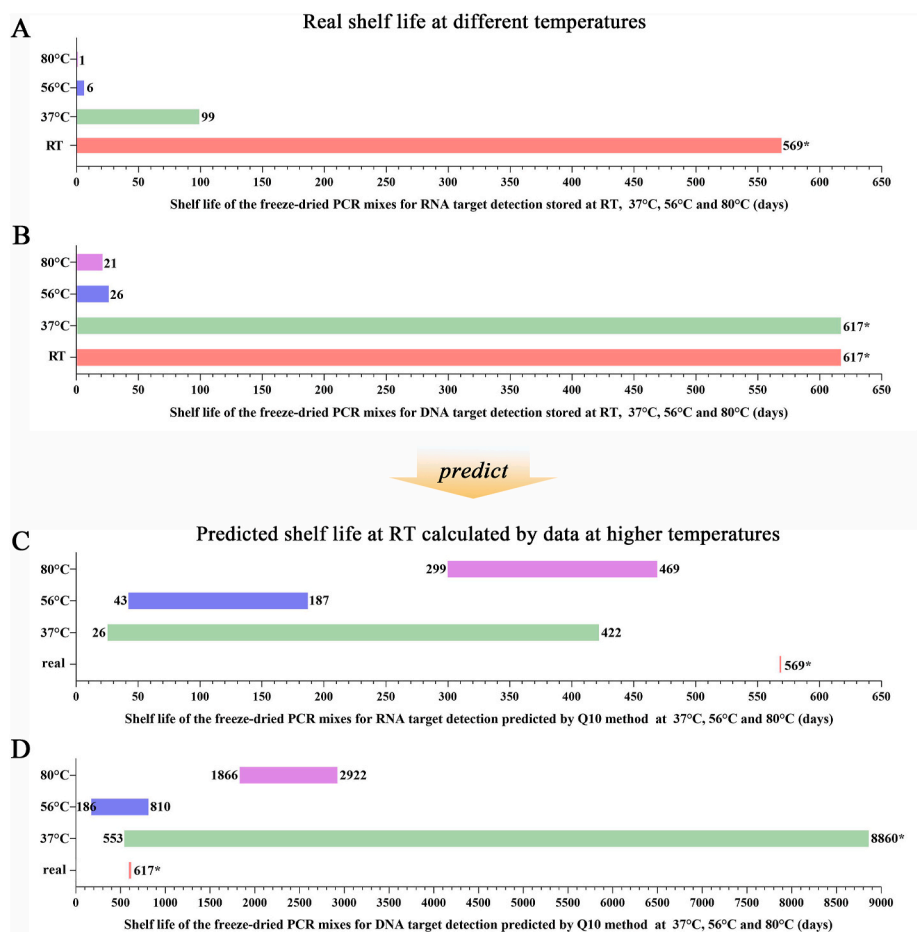 A
Real shelf life at different temperatures
80°C
1
56°C
6
37°C
99
RT
569*
0 50 100 150 200 250 300 350 400 450 500 550 600 650
Shelf life of the freeze-dried PCR mixes for RNA target detection stored at RT, 37°C, 56°C and 80°C (days)
B
80°C
21
56°C
26
37°C
617*
RT
617*
0 50 100 150 200 250 300 350 400 450 500 550 600 650
Shelf life of the freeze-dried PCR mixes for DNA target detection stored at RT, 37°C, 56°C and 80°C (days)
predict
C
Predicted shelf life at RT calculated by data at higher temperatures
80°C
299 469
56°C
43 187
37°C
26 422
real
569*
0 50 100 150 200 250 300 350 400 450 500 550 600 650
Shelf life of the freeze-dried PCR mixes for RNA target detection predicted by Q10 method at 37°C, 56°C and 80°C (days)
D
80°C
1866 2922
56°C
186 810
37°C
553 8860*
real
617*
0 500 1000 1500 2000 2500 3000 3500 4000 4500 5000 5500 6000 6500 7000 7500 8000 8500 9000
Shelf life of the freeze-dried PCR mixes for DNA target detection predicted by Q10 method at 37°C, 56°C and 80°C (days)